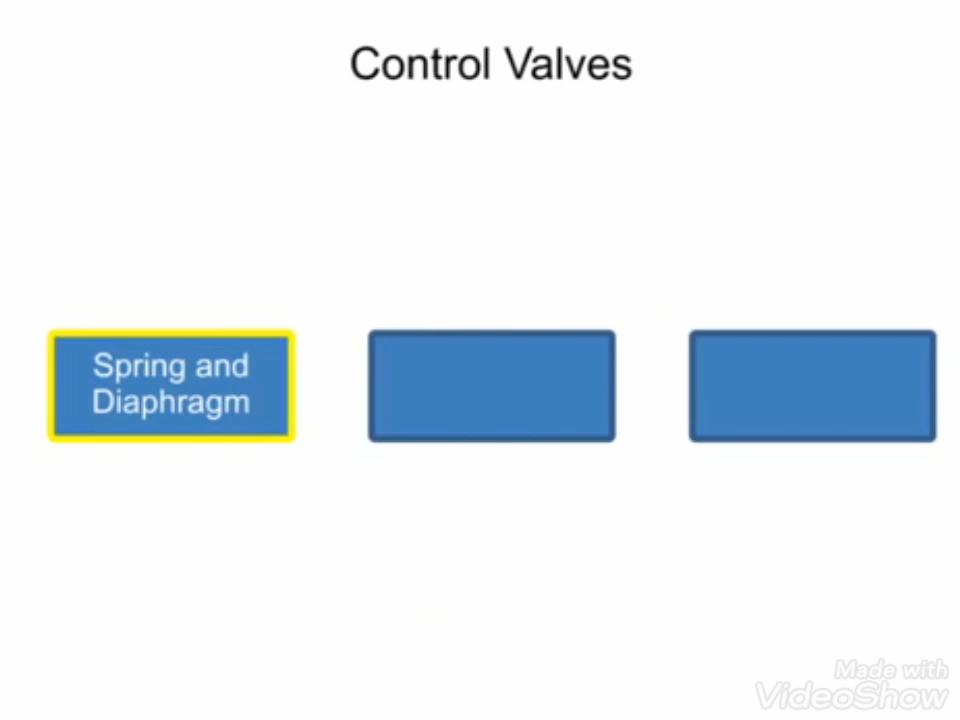 Control Valves
Spring and
Diaphragm
Made with
VideoShow